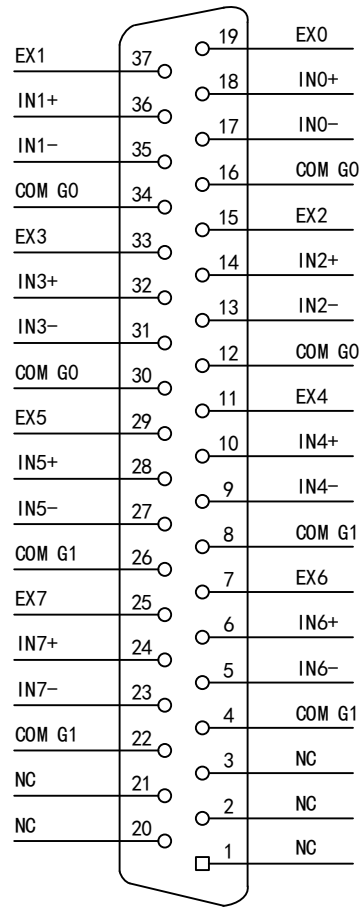 19 EX0
EX1 37
18 IN0+
IN1+ 36
17 IN0-
IN1- 35
16 COM G0
COM G0 34
15 EX2
EX3 33
14 IN2+
IN3+ 32
13 IN2-
IN3- 31
12 COM G0
COM G0 30
11 EX4
EX5 29
10 IN4+
IN5+ 28
9 IN4-
IN5- 27
8 COM G1
COM G1 26
7 EX6
EX7 25
6 IN6+
IN7+ 24
5 IN6-
IN7- 23
4 COM G1
COM G1 22
3 NC
NC 21
2 NC
NC 20
1 NC